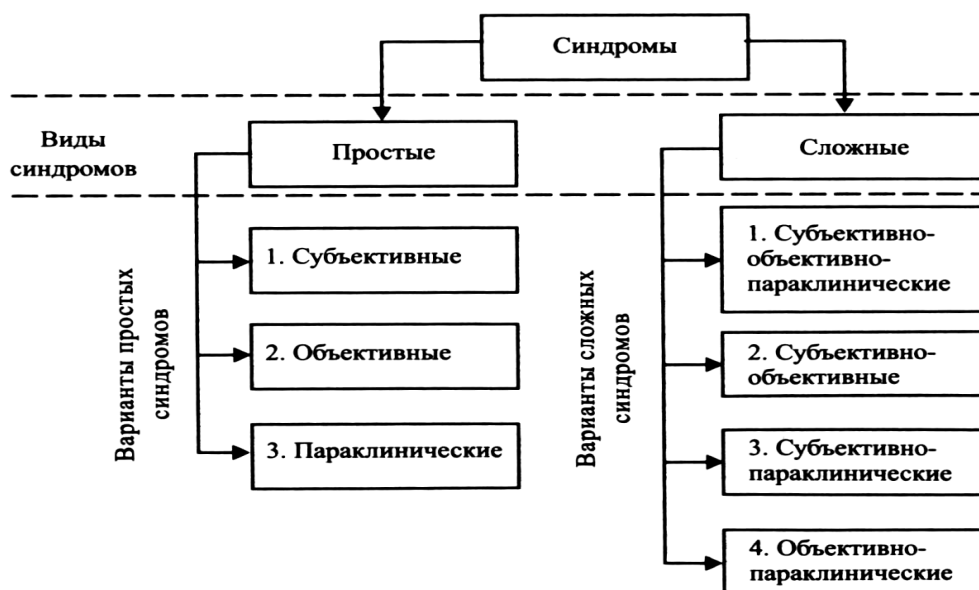 Синдромы
Виды
синдромов
Простые
Сложные
Варианты простых
синдромов
1. Субъективные
2. Объективные
3. Параклинические
Варианты сложных
синдромов
1. Субъективно-
объективно-
параклинические
2. Субъективно-
объективные
3. Субъективно-
параклинические
4. Объективно-
параклинические